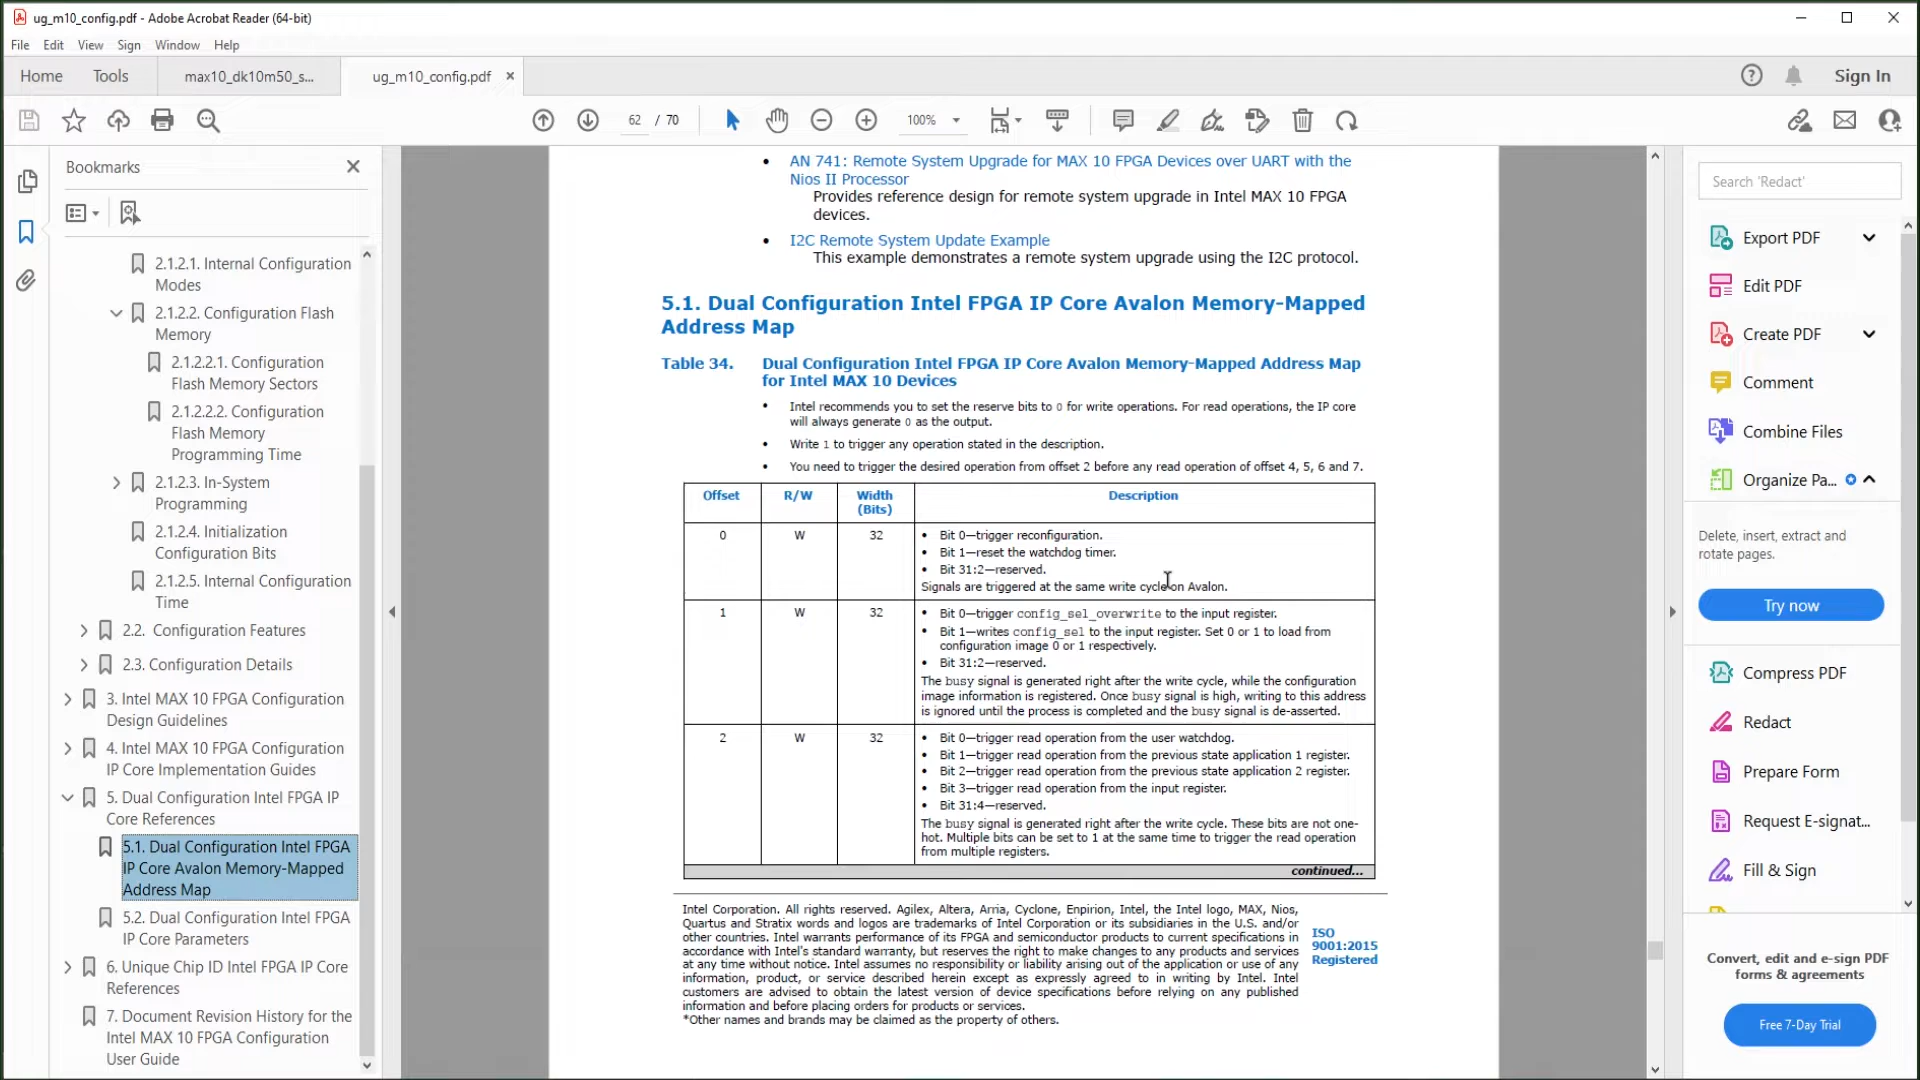 ug_m10_config.pdf - Adobe Acrobat Reader (64-bit)
File Edit View Sign Window Help
Home Tools max10_dk10m50_s... ug_m10_config.pdf × Sign In
62 / 70 100%
Bookmarks
2.1.2.1. Internal Configuration
Modes
2.1.2.2. Configuration Flash
Memory
2.1.2.2.1. Configuration
Flash Memory Sectors
2.1.2.2.2. Configuration
Flash Memory
Programming Time
2.1.2.3. In-System
Programming
2.1.2.4. Initialization
Configuration Bits
2.1.2.5. Internal Configuration
Time
2.2. Configuration Features
2.3. Configuration Details
3. Intel MAX 10 FPGA Configuration
Design Guidelines
4. Intel MAX 10 FPGA Configuration
IP Core Implementation Guides
5. Dual Configuration Intel FPGA IP
Core References
5.1. Dual Configuration Intel FPGA
IP Core Avalon Memory-Mapped
Address Map
5.2. Dual Configuration Intel FPGA
IP Core Parameters
6. Unique Chip ID Intel FPGA IP Core
References
7. Document Revision History for the
Intel MAX 10 FPGA Configuration
User Guide
• AN 741: Remote System Upgrade for MAX 10 FPGA Devices over UART with the
Nios II Processor
Provides reference design for remote system upgrade in Intel MAX 10 FPGA
devices.
• I2C Remote System Update Example
This example demonstrates a remote system upgrade using the I2C protocol.
5.1. Dual Configuration Intel FPGA IP Core Avalon Memory-Mapped
Address Map
Table 34. Dual Configuration Intel FPGA IP Core Avalon Memory-Mapped Address Map
for Intel MAX 10 Devices
• Intel recommends you to set the reserve bits to 0 for write operations. For read operations, the IP core
will always generate 0 as the output.
• Write 1 to trigger any operation stated in the description.
• You need to trigger the desired operation from offset 2 before any read operation of offset 4, 5, 6 and 7.
Offset R/W Width Description
(Bits)
0 W 32 • Bit 0—trigger reconfiguration.
• Bit 1—reset the watchdog timer.
• Bit 31:2—reserved.
Signals are triggered at the same write cycle on Avalon.
1 W 32 • Bit 0—trigger config_sel_overwrite to the input register.
• Bit 1—writes config_sel to the input register. Set 0 or 1 to load from
configuration image 0 or 1 respectively.
• Bit 31:2—reserved.
The busy signal is generated right after the write cycle, while the configuration
image information is registered. Once busy signal is high, writing to this address
is ignored until the process is completed and the busy signal is de-asserted.
2 W 32 • Bit 0—trigger read operation from the user watchdog.
• Bit 1—trigger read operation from the previous state application 1 register.
• Bit 2—trigger read operation from the previous state application 2 register.
• Bit 3—trigger read operation from the input register.
• Bit 31:4—reserved.
The busy signal is generated right after the write cycle. These bits are not one-
hot. Multiple bits can be set to 1 at the same time to trigger the read operation
from multiple registers.
continued...
Intel Corporation. All rights reserved. Agilex, Altera, Arria, Cyclone, Enpirion, Intel, the Intel logo, MAX, Nios,
Quartus and Stratix words and logos are trademarks of Intel Corporation or its subsidiaries in the U.S. and/or
other countries. Intel warrants performance of its FPGA and semiconductor products to current specifications in
accordance with Intel's standard warranty, but reserves the right to make changes to any products and services
at any time without notice. Intel assumes no responsibility or liability arising out of the application or use of any
information, product, or service described herein except as expressly agreed to in writing by Intel. Intel
customers are advised to obtain the latest version of device specifications before relying on any published
information and before placing orders for products or services.
*Other names and brands may be claimed as the property of others.
ISO
9001:2015
Registered
Search 'Redact'
Export PDF
Edit PDF
Create PDF
Comment
Combine Files
Organize Pa...
Delete, insert, extract and
rotate pages.
Try now
Compress PDF
Redact
Prepare Form
Request E-signat...
Fill & Sign
Convert, edit and e-sign PDF
forms & agreements
Free 7-Day Trial